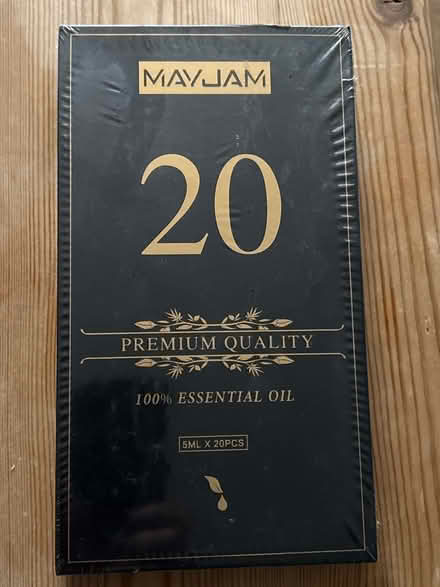 MAYJAM
20
PREMIUM QUALITY
100% ESSENTIAL OIL
5ML X 20PCS